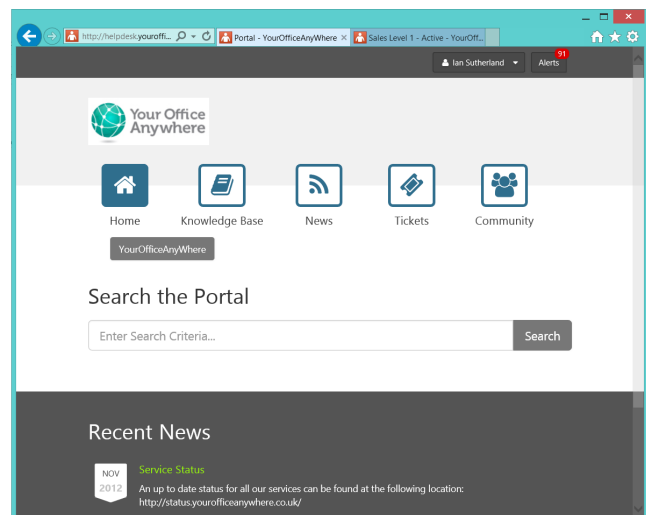 http://helpdesk.youroffi...
Portal - YourOfficeAnyWhere
Sales Level 1 - Active - YourOff...
Ian Sutherland
Alerts
91
Your Office
Anywhere
Home
Knowledge Base
News
Tickets
Community
YourOfficeAnyWhere
Search the Portal
Enter Search Criteria...
Search
Recent News
NOV
2012
Service Status
An up to date status for all our services can be found at the following location:
http://status.yourofficeanywhere.co.uk/